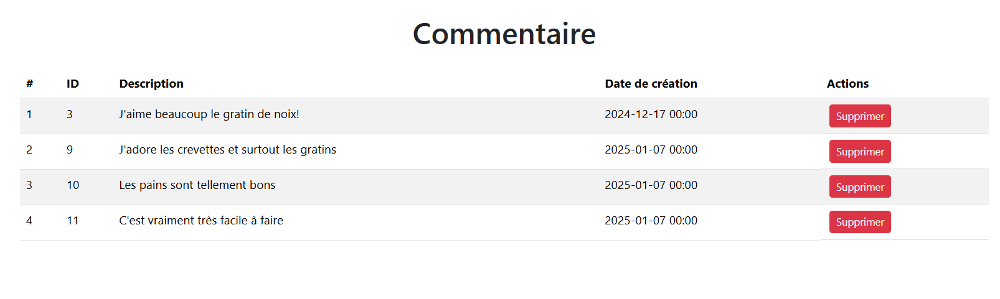 Commentaire
# ID Description Date de création Actions
1 3 J'aime beaucoup le gratin de noix! 2024-12-17 00:00 Supprimer
2 9 J'adore les crevettes et surtout les gratins 2025-01-07 00:00 Supprimer
3 10 Les pains sont tellement bons 2025-01-07 00:00 Supprimer
4 11 C'est vraiment très facile à faire 2025-01-07 00:00 Supprimer